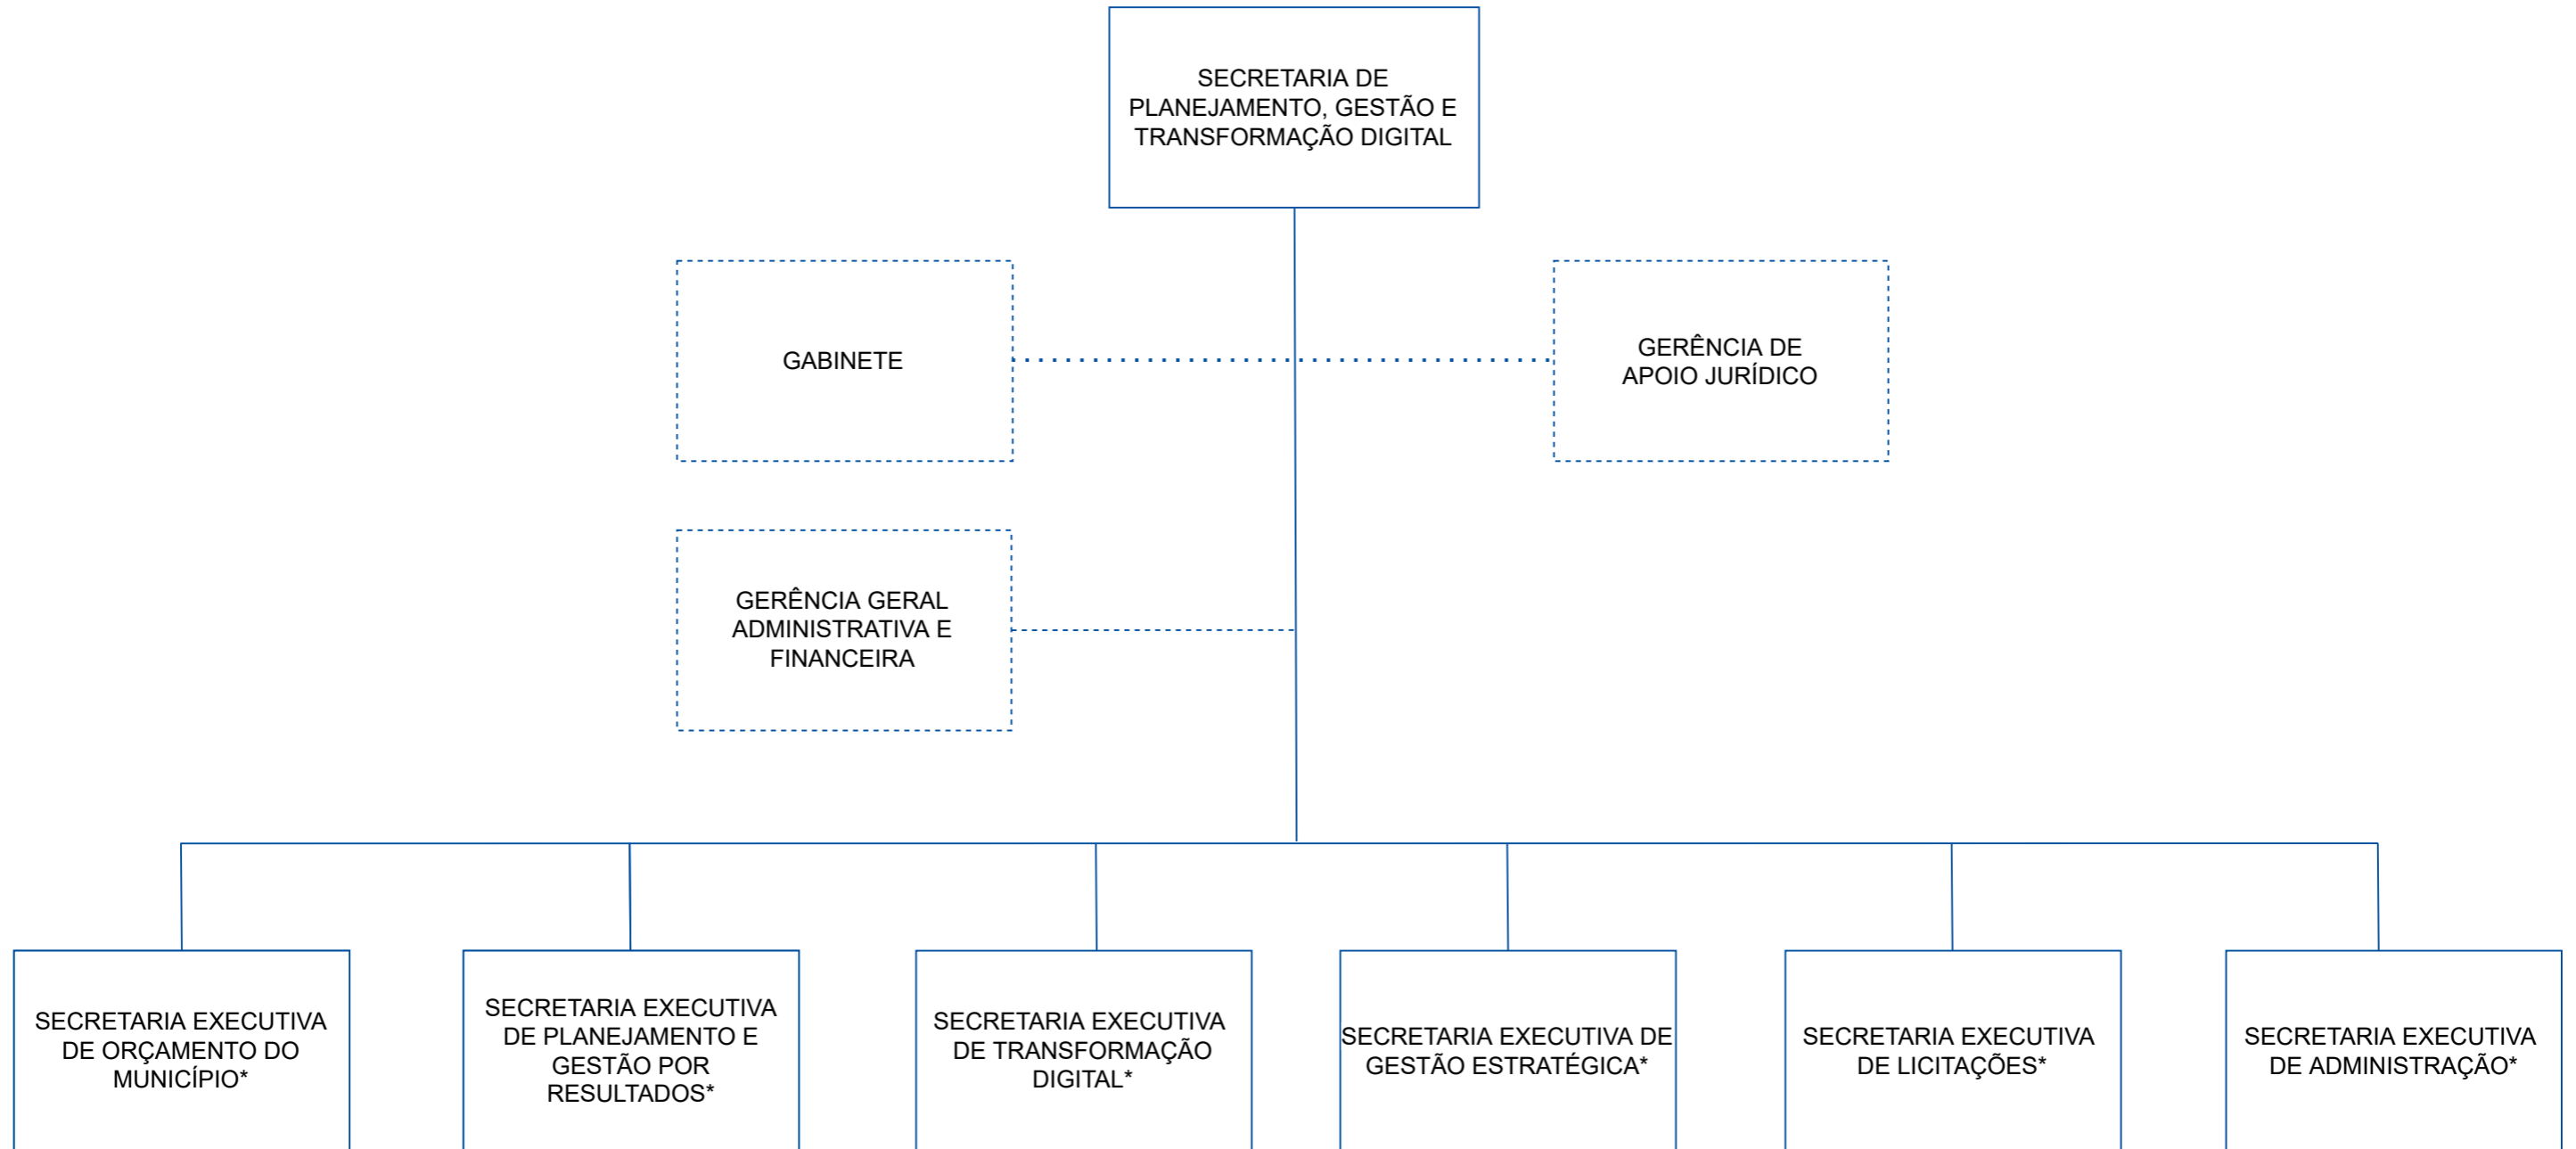 SECRETARIA DE
PLANEJAMENTO, GESTÃO E
TRANSFORMAÇÃO DIGITAL
GABINETE
GERÊNCIA DE
APOIO JURÍDICO
GERÊNCIA GERAL
ADMINISTRATIVA E
FINANCEIRA
SECRETARIA EXECUTIVA
DE ORÇAMENTO DO
MUNICÍPIO*
SECRETARIA EXECUTIVA
DE PLANEJAMENTO E
GESTÃO POR
RESULTADOS*
SECRETARIA EXECUTIVA
DE TRANSFORMAÇÃO
DIGITAL*
SECRETARIA EXECUTIVA DE
GESTÃO ESTRATÉGICA*
SECRETARIA EXECUTIVA
DE LICITAÇÕES*
SECRETARIA EXECUTIVA
DE ADMINISTRAÇÃO*